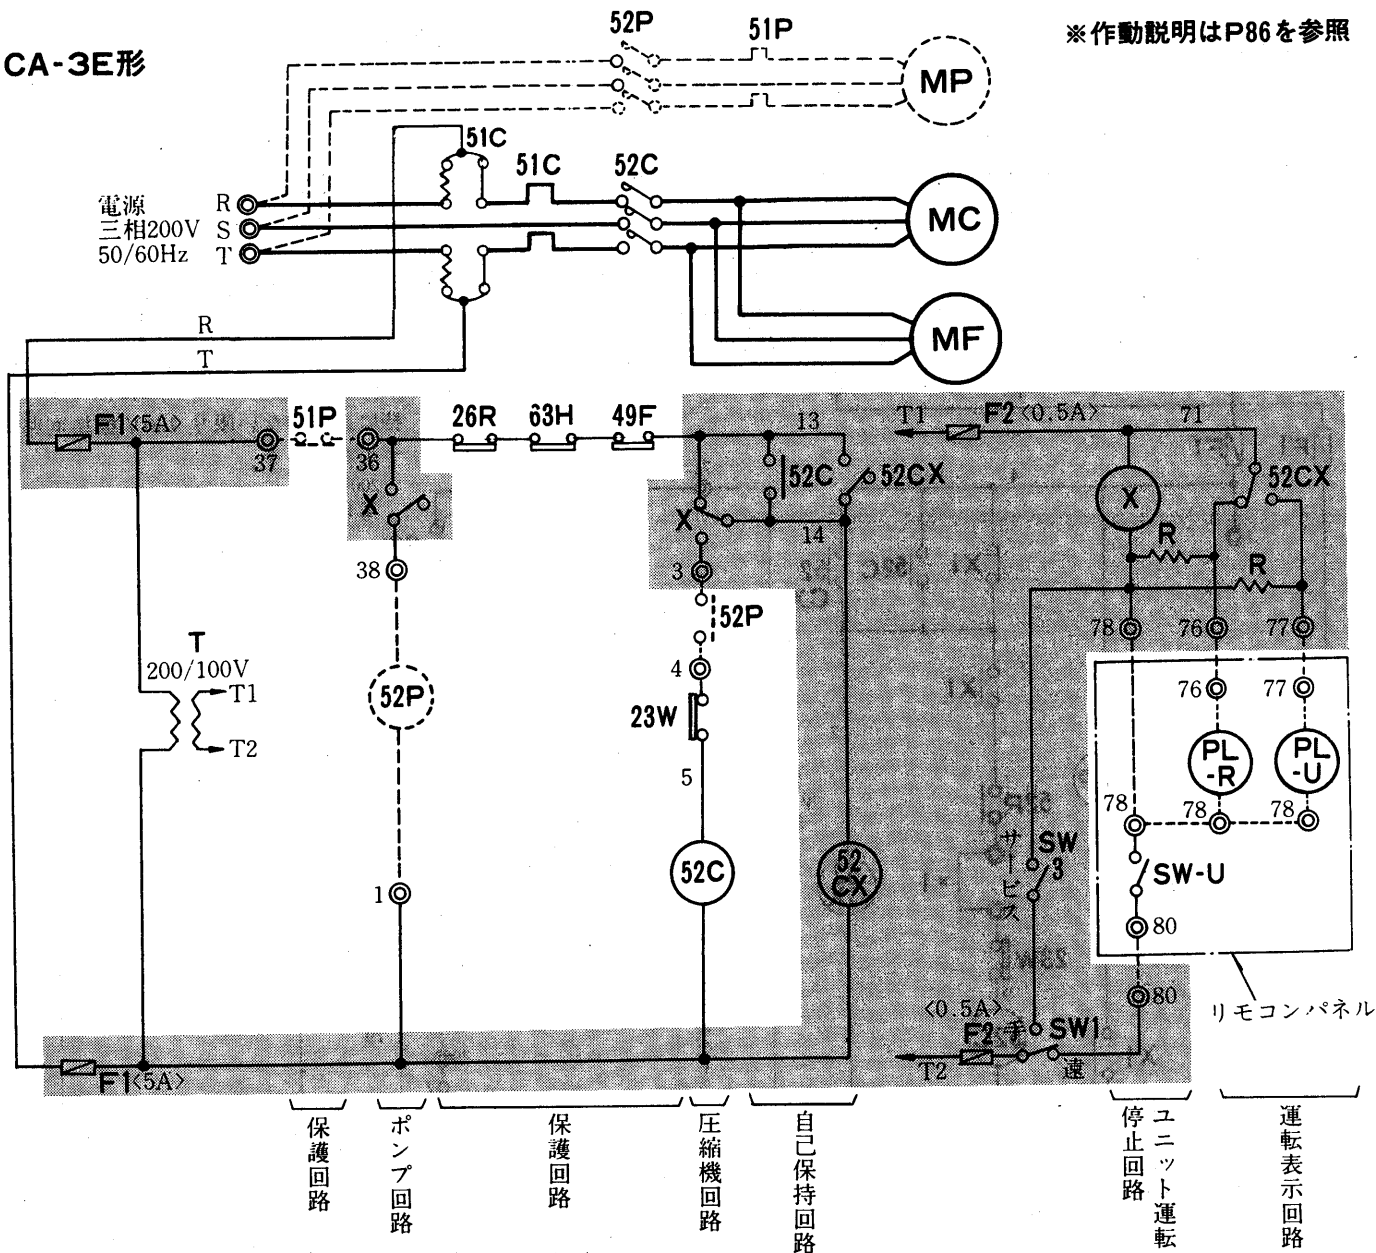 CA-3E形
※作動説明はP86を参照
52P
51P
MP
51C
51C
52C
電源
三相200V
50/60Hz
R
S
T
MC
MF
R
T
F1<5A>
37
51P
36
26R
63H
49F
13
T1
F2<0.5A>
71
X
52C
52CX
X
52CX
X
14
R
R
38
3
52P
78
76
77
T
200/100V
T1
T2
52P
4
23W
5
76
77
PL
-R
PL
-U
78
78
78
1
52C
52
CX
サービス
SW
3
SW-U
80
80
リモコンパネル
<0.5A>
F2
手
SW1
遠
T2
F1<5A>
保護回路
ポンプ回路
保護回路
圧縮機回路
自己保持回路
ユニット運転
停止回路
運転表示回路